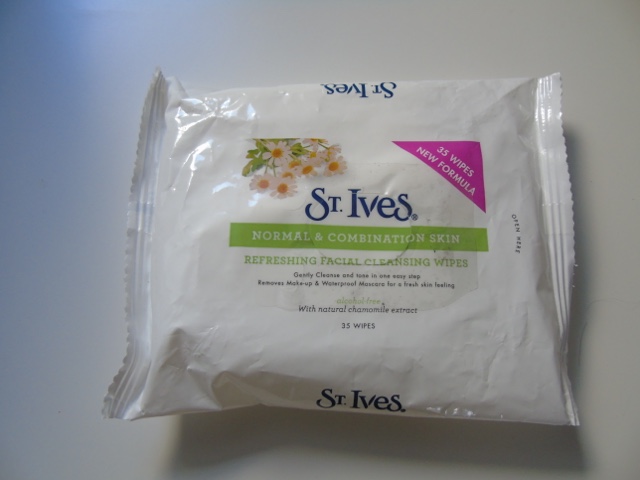 St. Ives
35 WIPES
NEW FORMULA
St. Ives®
NORMAL & COMBINATION SKIN
REFRESHING FACIAL CLEANSING WIPES
Gently Cleanse and tone in one easy step
Removes Make-up & Waterproof Mascara for a fresh skin feeling
alcohol-free
With natural chamomile extract
35 WIPES
OPEN HERE
St. Ives.